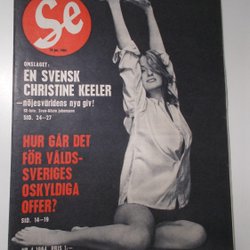 Se
OMSLAGET:
EN SVENSK
CHRISTINE KEELER
—nöjesvärldens nya giv!
SID. 24—27
HUR GÅR DET
FÖR VÅLDS-
SVERIGES
OSKYLDIGA
OFFER?
SID. 14—19